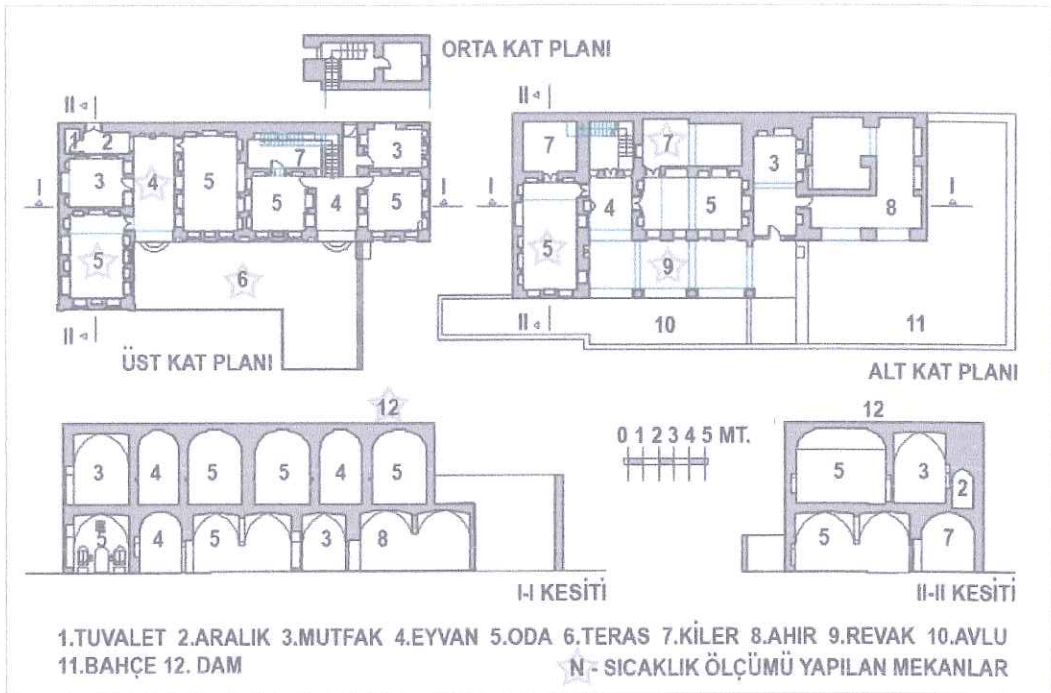 ORTA KAT PLANI
II
1 2 3 4 5 7 3
5 5 4 5
I I
6
II
ÜST KAT PLANI
II
7 7 3
I I
5 4 5 8
9
II 10 11
ALT KAT PLANI
12
3 4 5 5 4 5
5 4 5 3 8
I-I KESİTİ
0 1 2 3 4 5 MT.
12
5 3 2
5 7
II-II KESİTİ
1.TUVALET 2.ARALIK 3.MUTFAK 4.EYVAN 5.ODA 6.TERAS 7.KİLER 8.AHIR 9.REVAK 10.AVLU
11.BAHÇE 12. DAM
N - SICAKLIK ÖLÇÜMÜ YAPILAN MEKANLAR